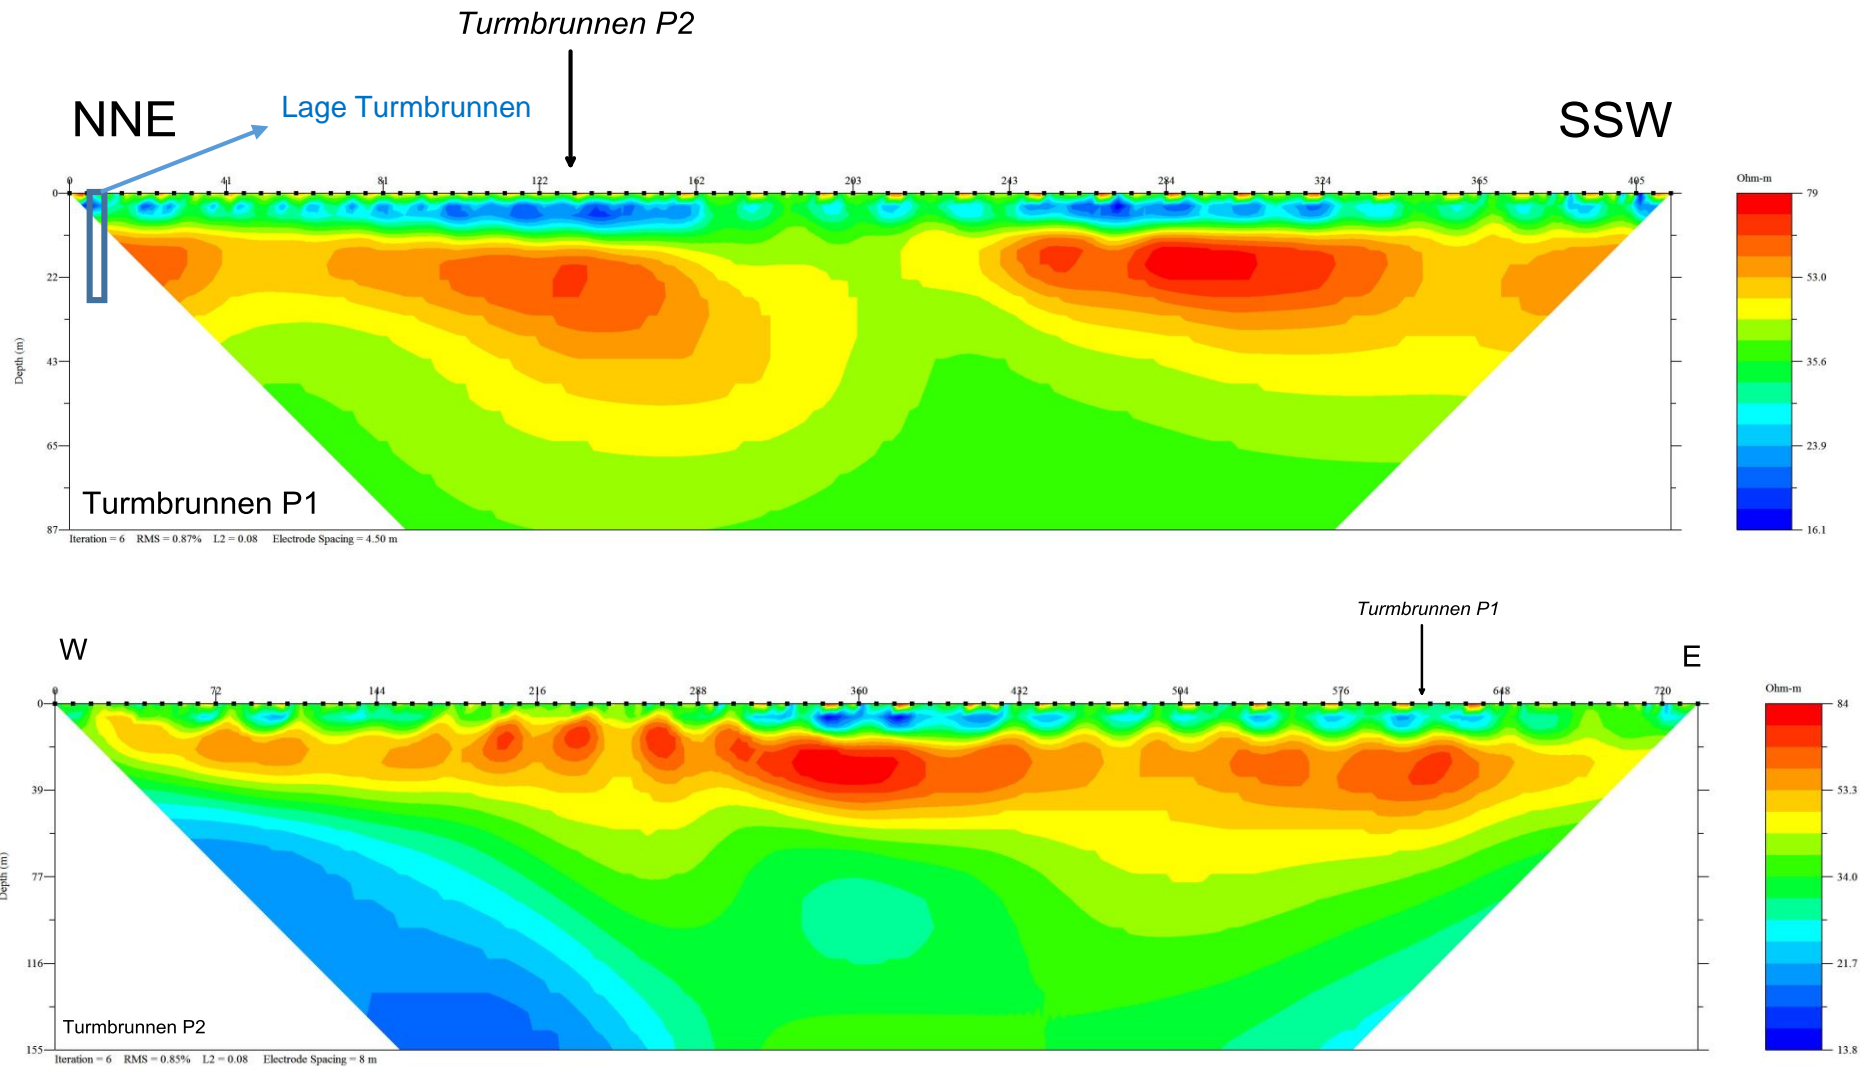 Turmbrunnen P2
Lage Turmbrunnen
NNE
SSW
0 41 81 122 162 203 243 284 324 365 405
Ohm-m
0
22
43
65
87
Depth (m)
79
53.0
35.6
23.9
16.1
Turmbrunnen P1
Iteration = 6 RMS = 0.87% L2 = 0.08 Electrode Spacing = 4.50 m
Turmbrunnen P1
W
E
0 72 144 216 288 360 432 504 576 648 720
Ohm-m
0
39
77
116
155
Depth (m)
84
53.3
34.0
21.7
13.8
Turmbrunnen P2
Iteration = 6 RMS = 0.85% L2 = 0.08 Electrode Spacing = 8 m